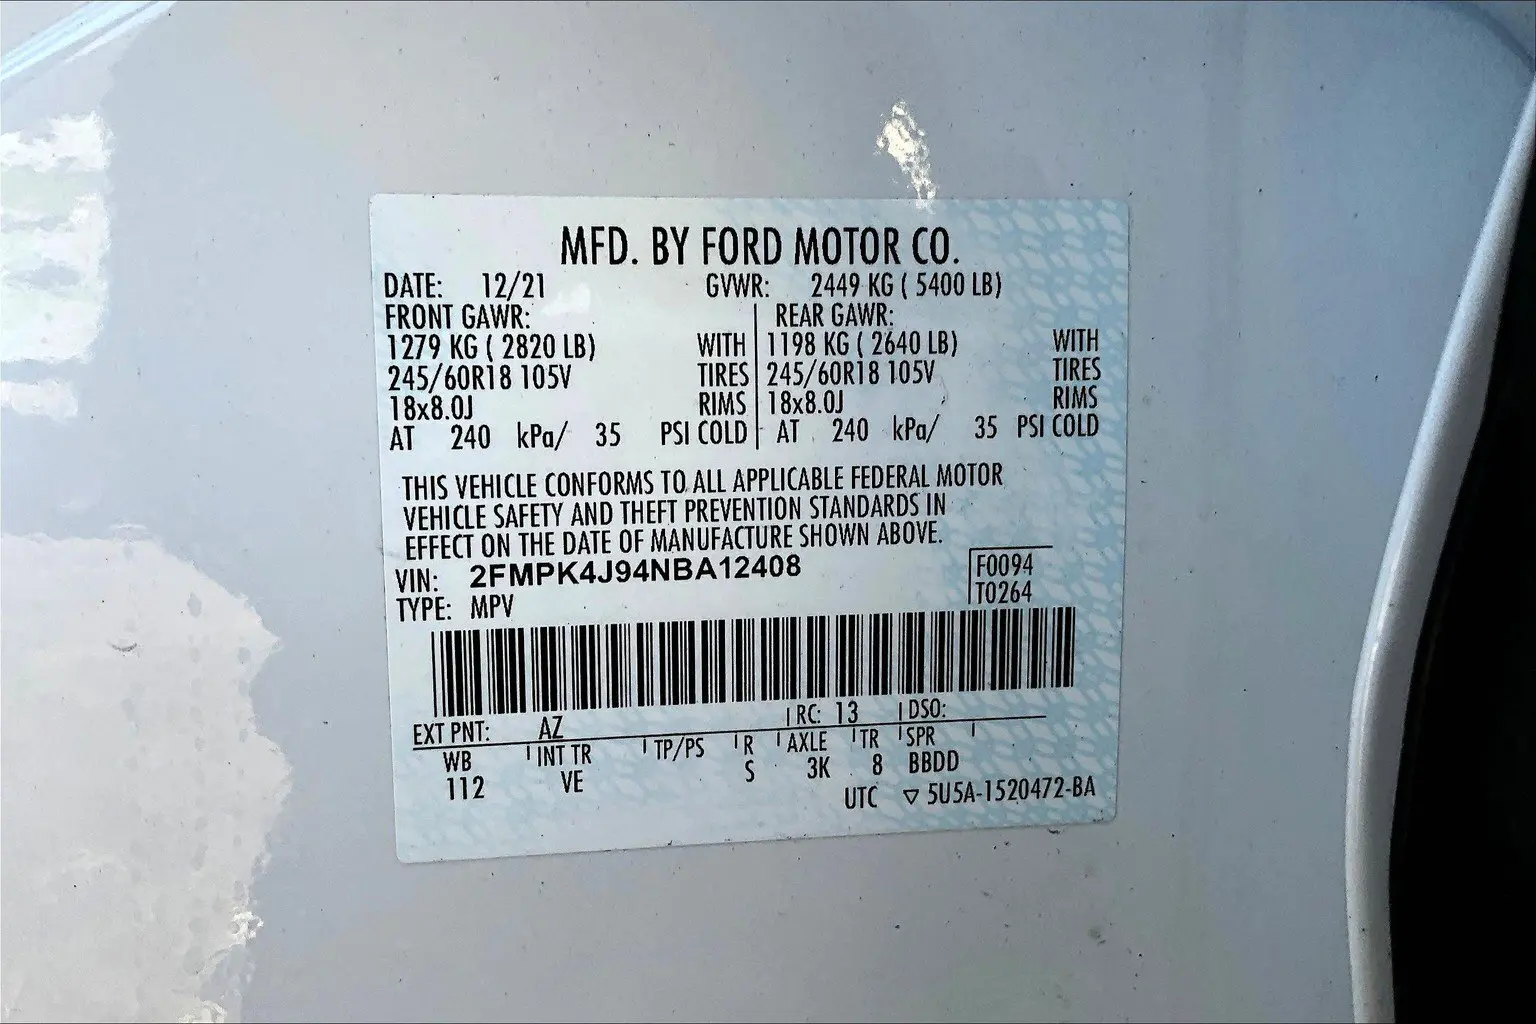 MFD. BY FORD MOTOR CO.
DATE: 12/21 GVWR: 2449 KG ( 5400 LB)
FRONT GAWR: REAR GAWR:
1279 KG ( 2820 LB) WITH 1198 KG ( 2640 LB) WITH
245/60R18 105V TIRES 245/60R18 105V TIRES
18x8.0J RIMS 18x8.0J RIMS
AT 240 kPa/ 35 PSI COLD AT 240 kPa/ 35 PSI COLD
THIS VEHICLE CONFORMS TO ALL APPLICABLE FEDERAL MOTOR
VEHICLE SAFETY AND THEFT PREVENTION STANDARDS IN
EFFECT ON THE DATE OF MANUFACTURE SHOWN ABOVE.
VIN: 2FMPK4J94NBA12408 F0094
TYPE: MPV T0264
EXT PNT: AZ RC: 13 DSO:
WB INT TR TP/PS R AXLE TR SPR
112 VE S 3K 8 BBDD
UTC ▽ 5U5A-1520472-BA